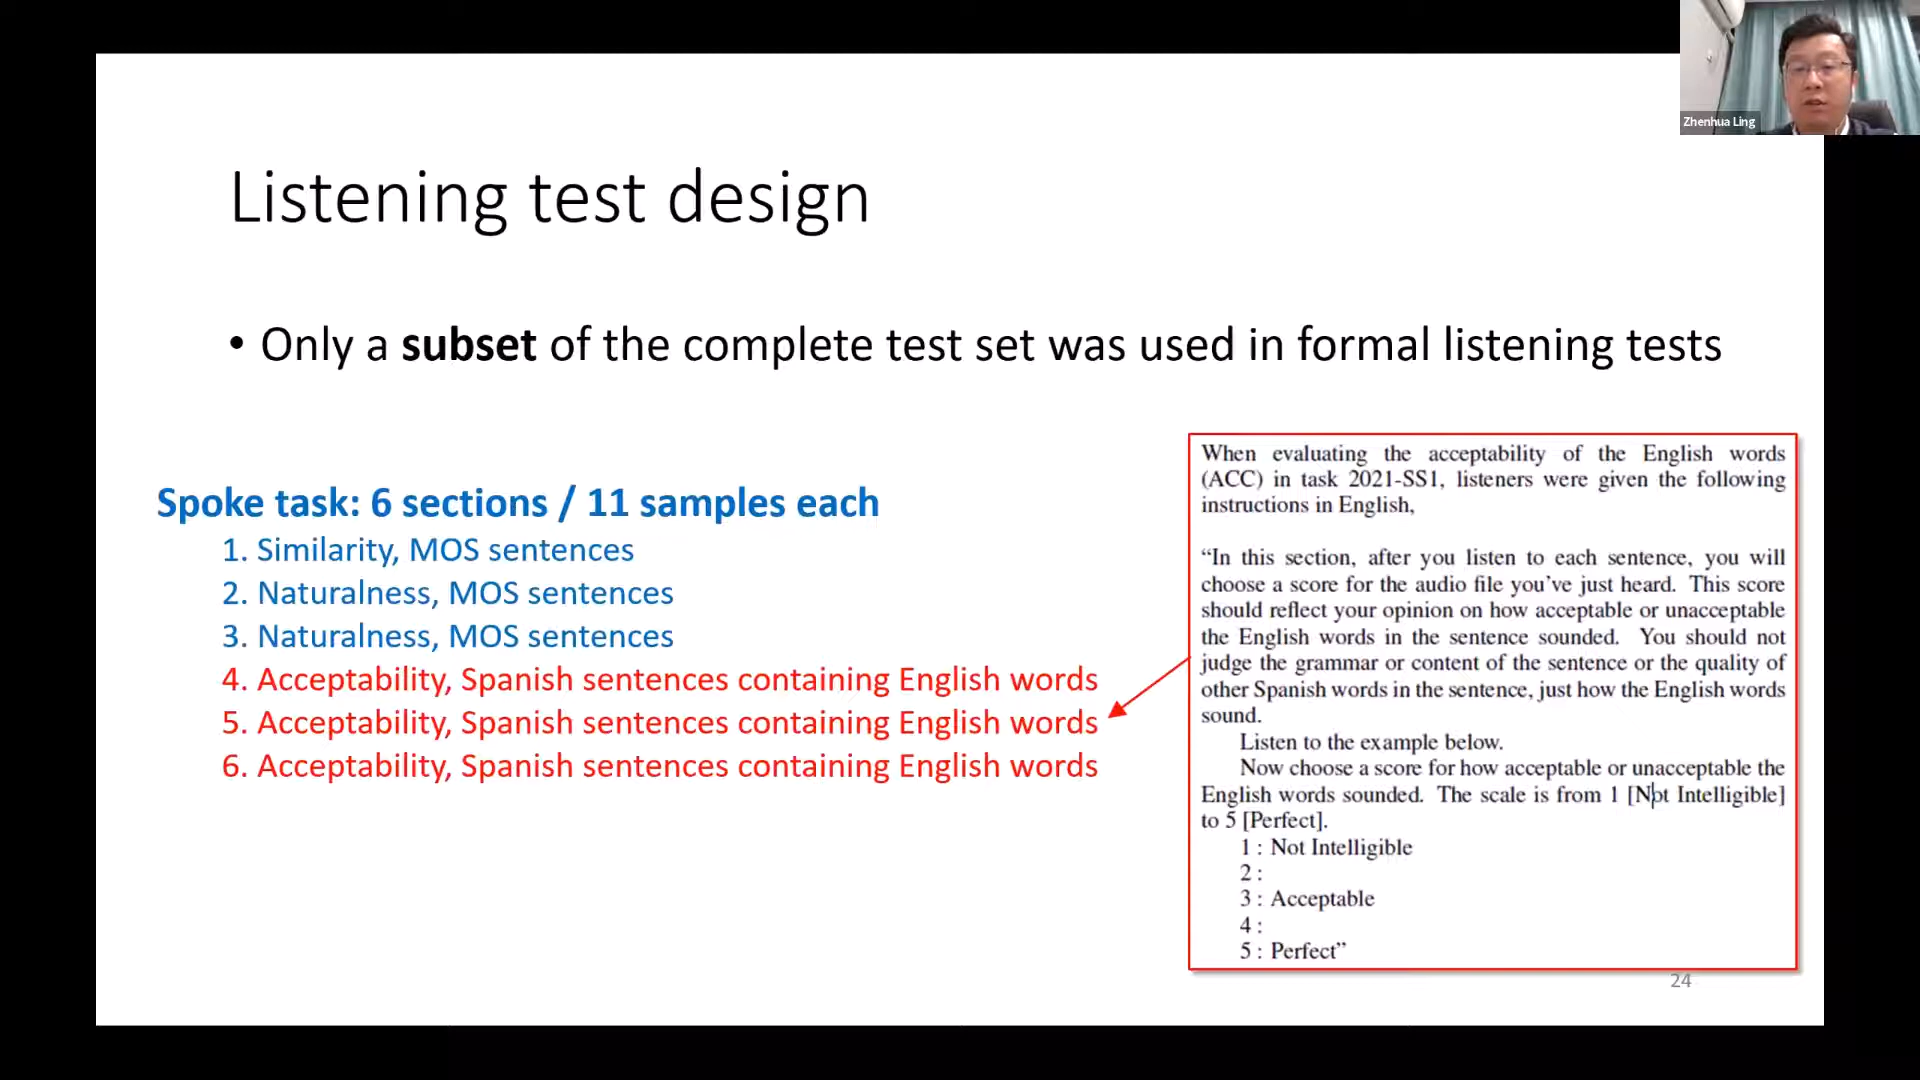 Zhenhua Ling
Listening test design
• Only a subset of the complete test set was used in formal listening tests
Spoke task: 6 sections / 11 samples each
1. Similarity, MOS sentences
2. Naturalness, MOS sentences
3. Naturalness, MOS sentences
4. Acceptability, Spanish sentences containing English words
5. Acceptability, Spanish sentences containing English words
6. Acceptability, Spanish sentences containing English words
When evaluating the acceptability of the English words
(ACC) in task 2021-SS1, listeners were given the following
instructions in English,
“In this section, after you listen to each sentence, you will
choose a score for the audio file you’ve just heard. This score
should reflect your opinion on how acceptable or unacceptable
the English words in the sentence sounded. You should not
judge the grammar or content of the sentence or the quality of
other Spanish words in the sentence, just how the English words
sound.
Listen to the example below.
Now choose a score for how acceptable or unacceptable the
English words sounded. The scale is from 1 [Not Intelligible]
to 5 [Perfect].
1 : Not Intelligible
2 :
3 : Acceptable
4 :
5 : Perfect”
24